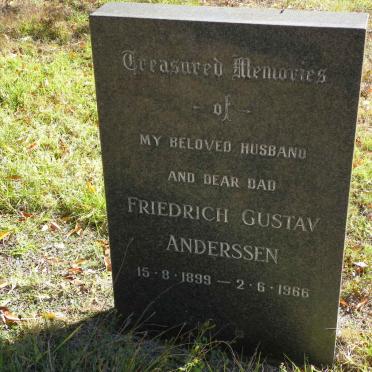 Treasured Memories
- of -
MY BELOVED HUSBAND
AND DEAR DAD
FRIEDRICH GUSTAV
ANDERSSEN
15·8·1899 — 2·6·1966